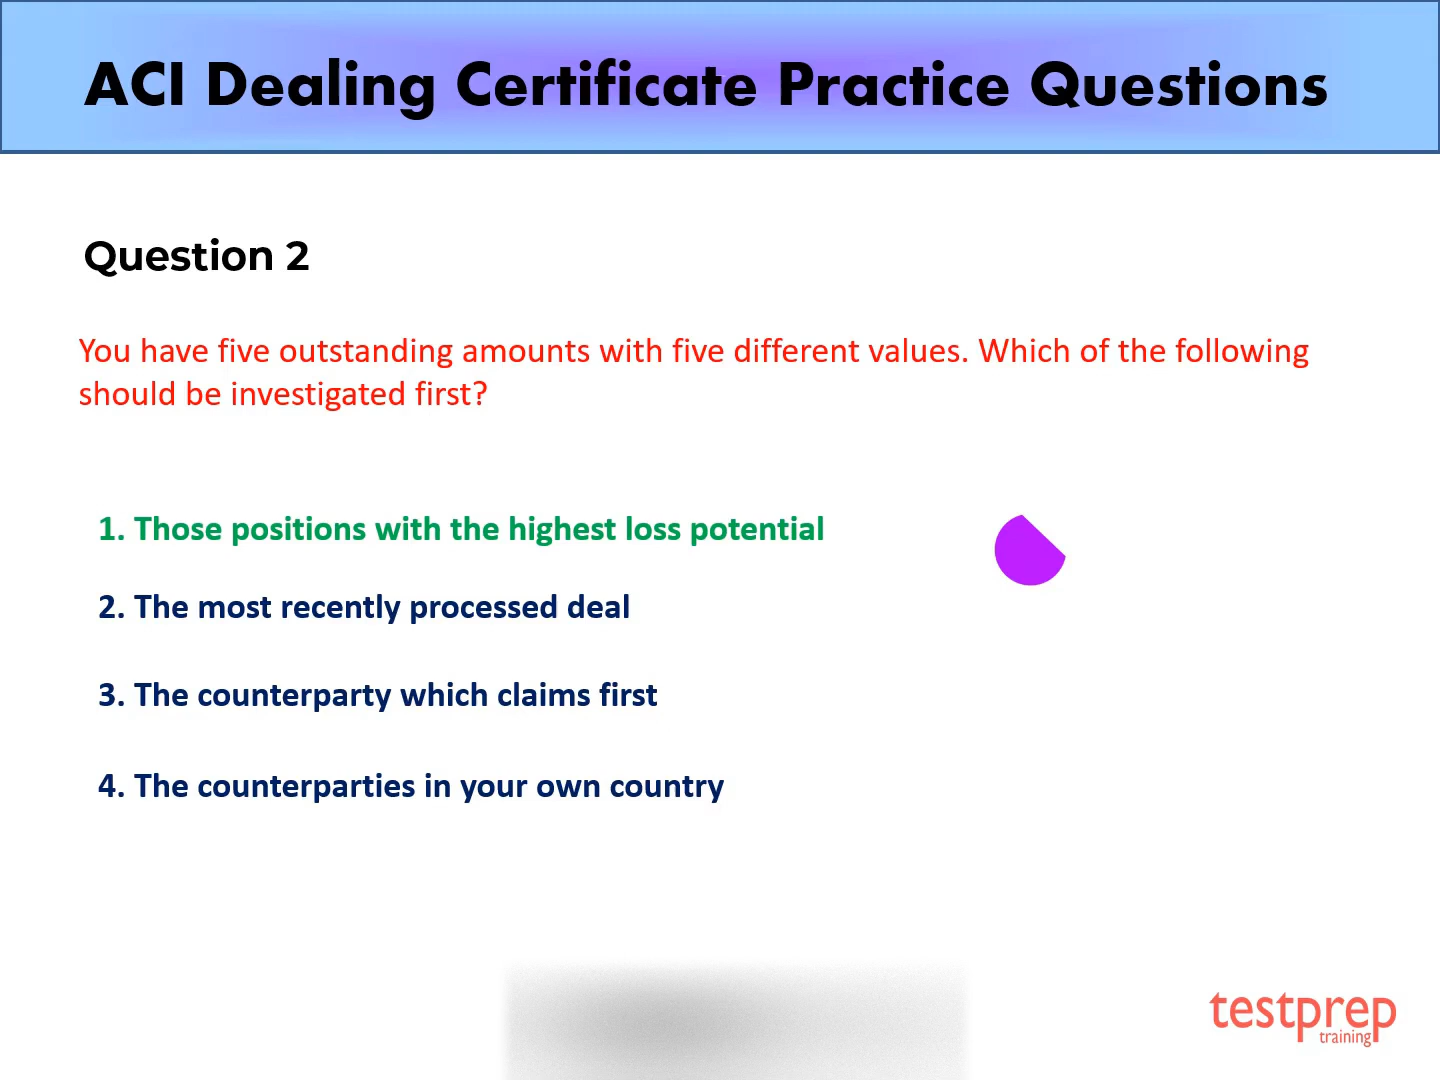 ACI Dealing Certificate Practice Questions
Question 2
You have five outstanding amounts with five different values. Which of the following
should be investigated first?
1. Those positions with the highest loss potential
2. The most recently processed deal
3. The counterparty which claims first
4. The counterparties in your own country
testprep
training